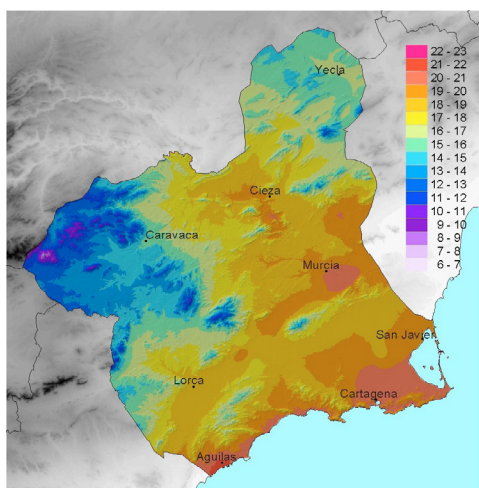 Yecla
22 - 23
21 - 22
20 - 21
19 - 20
18 - 19
17 - 18
16 - 17
15 - 16
14 - 15
13 - 14
12 - 13
11 - 12
10 - 11
9 - 10
8 - 9
7 - 8
6 - 7
Cieza
Caravaca
Murcia
San Javier
Lorca
Cartagena
Aguilas